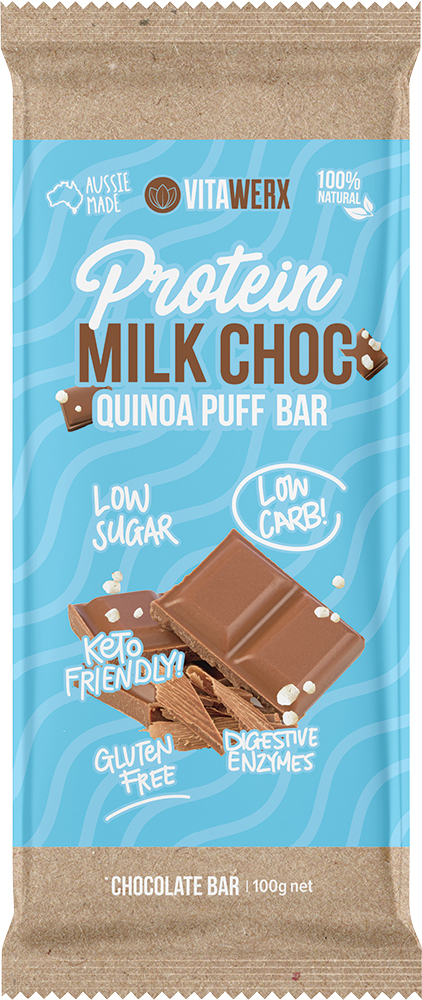 AUSSIE
MADE
VITAWERX
100%
NATURAL
Protein
MILK CHOC
QUINOA PUFF BAR
LOW
SUGAR
LOW
CARB!
KETO
FRIENDLY!
GLUTEN
FREE
DIGESTIVE
ENZYMES
*CHOCOLATE BAR | 100g net